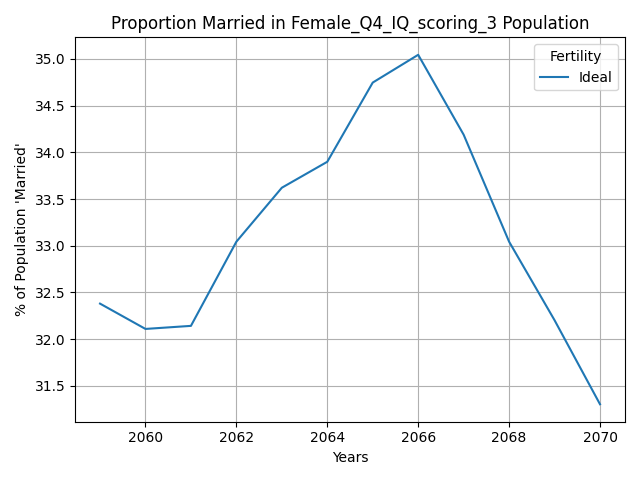 Proportion Married in Female_Q4_IQ_scoring_3 Population
Fertility
Ideal
% of Population 'Married'
35.0
34.5
34.0
33.5
33.0
32.5
32.0
31.5
2060 2062 2064 2066 2068 2070
Years